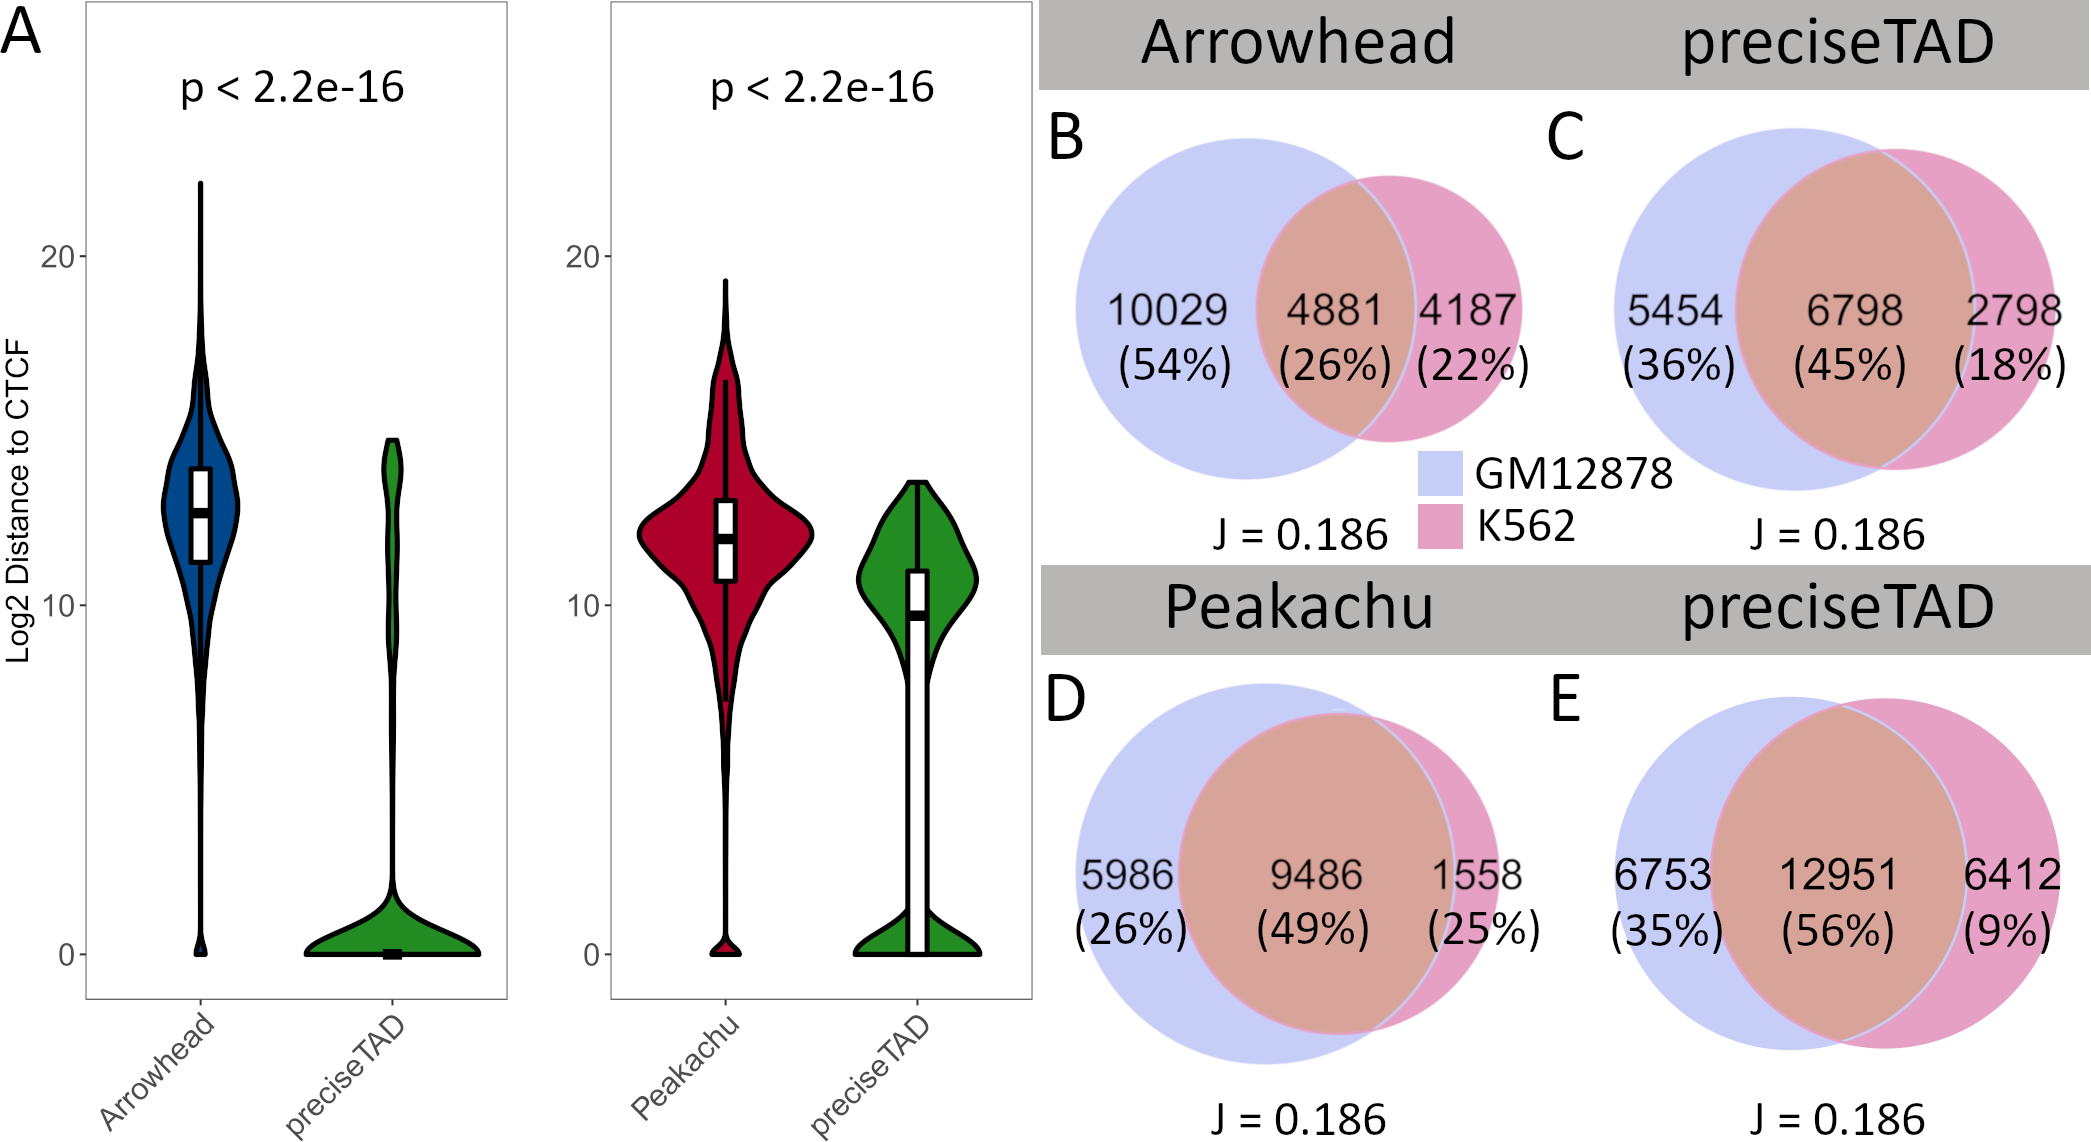 A
p < 2.2e-16
p < 2.2e-16
Log2 Distance to CTCF
20
10
0
20
10
0
Arrowhead
preciseTAD
Peakachu
preciseTAD
Arrowhead
preciseTAD
B
10029
(54%)
4881
(26%)
4187
(22%)
J = 0.186
C
5454
(36%)
6798
(45%)
2798
(18%)
J = 0.186
GM12878
K562
Peakachu
preciseTAD
D
5986
(26%)
9486
(49%)
1558
(25%)
J = 0.186
E
6753
(35%)
12951
(56%)
6412
(9%)
J = 0.186